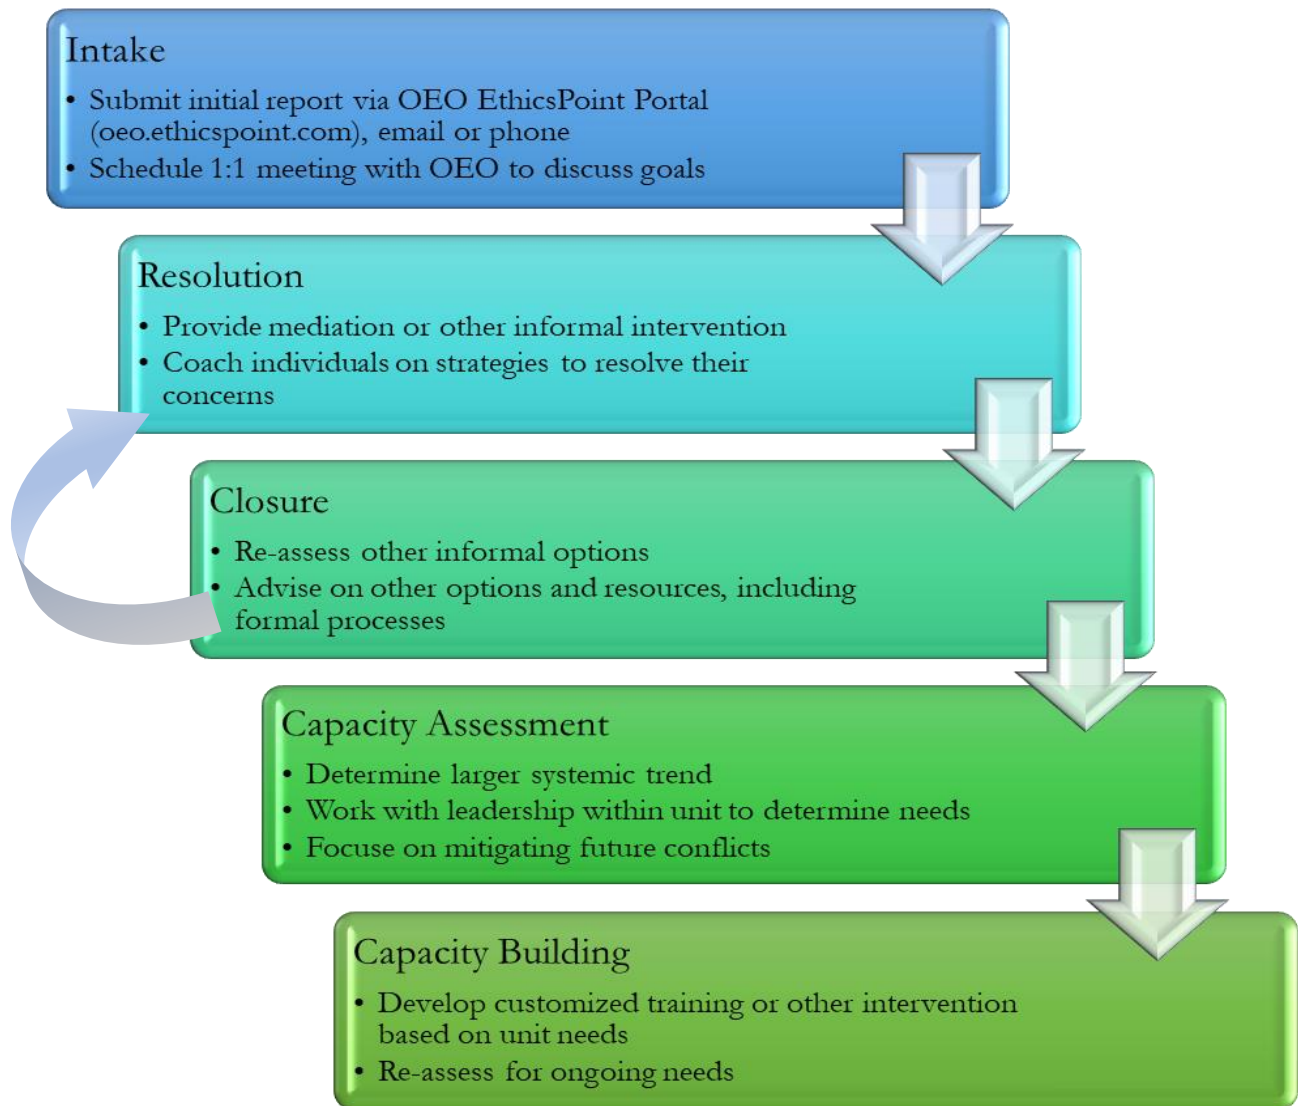 Intake
• Submit initial report via OEO EthicsPoint Portal
(oeo.ethicspoint.com), email or phone
• Schedule 1:1 meeting with OEO to discuss goals
Resolution
• Provide mediation or other informal intervention
• Coach individuals on strategies to resolve their
concerns
Closure
• Re-assess other informal options
• Advise on other options and resources, including
formal processes
Capacity Assessment
• Determine larger systemic trend
• Work with leadership within unit to determine needs
• Focuse on mitigating future conflicts
Capacity Building
• Develop customized training or other intervention
based on unit needs
• Re-assess for ongoing needs